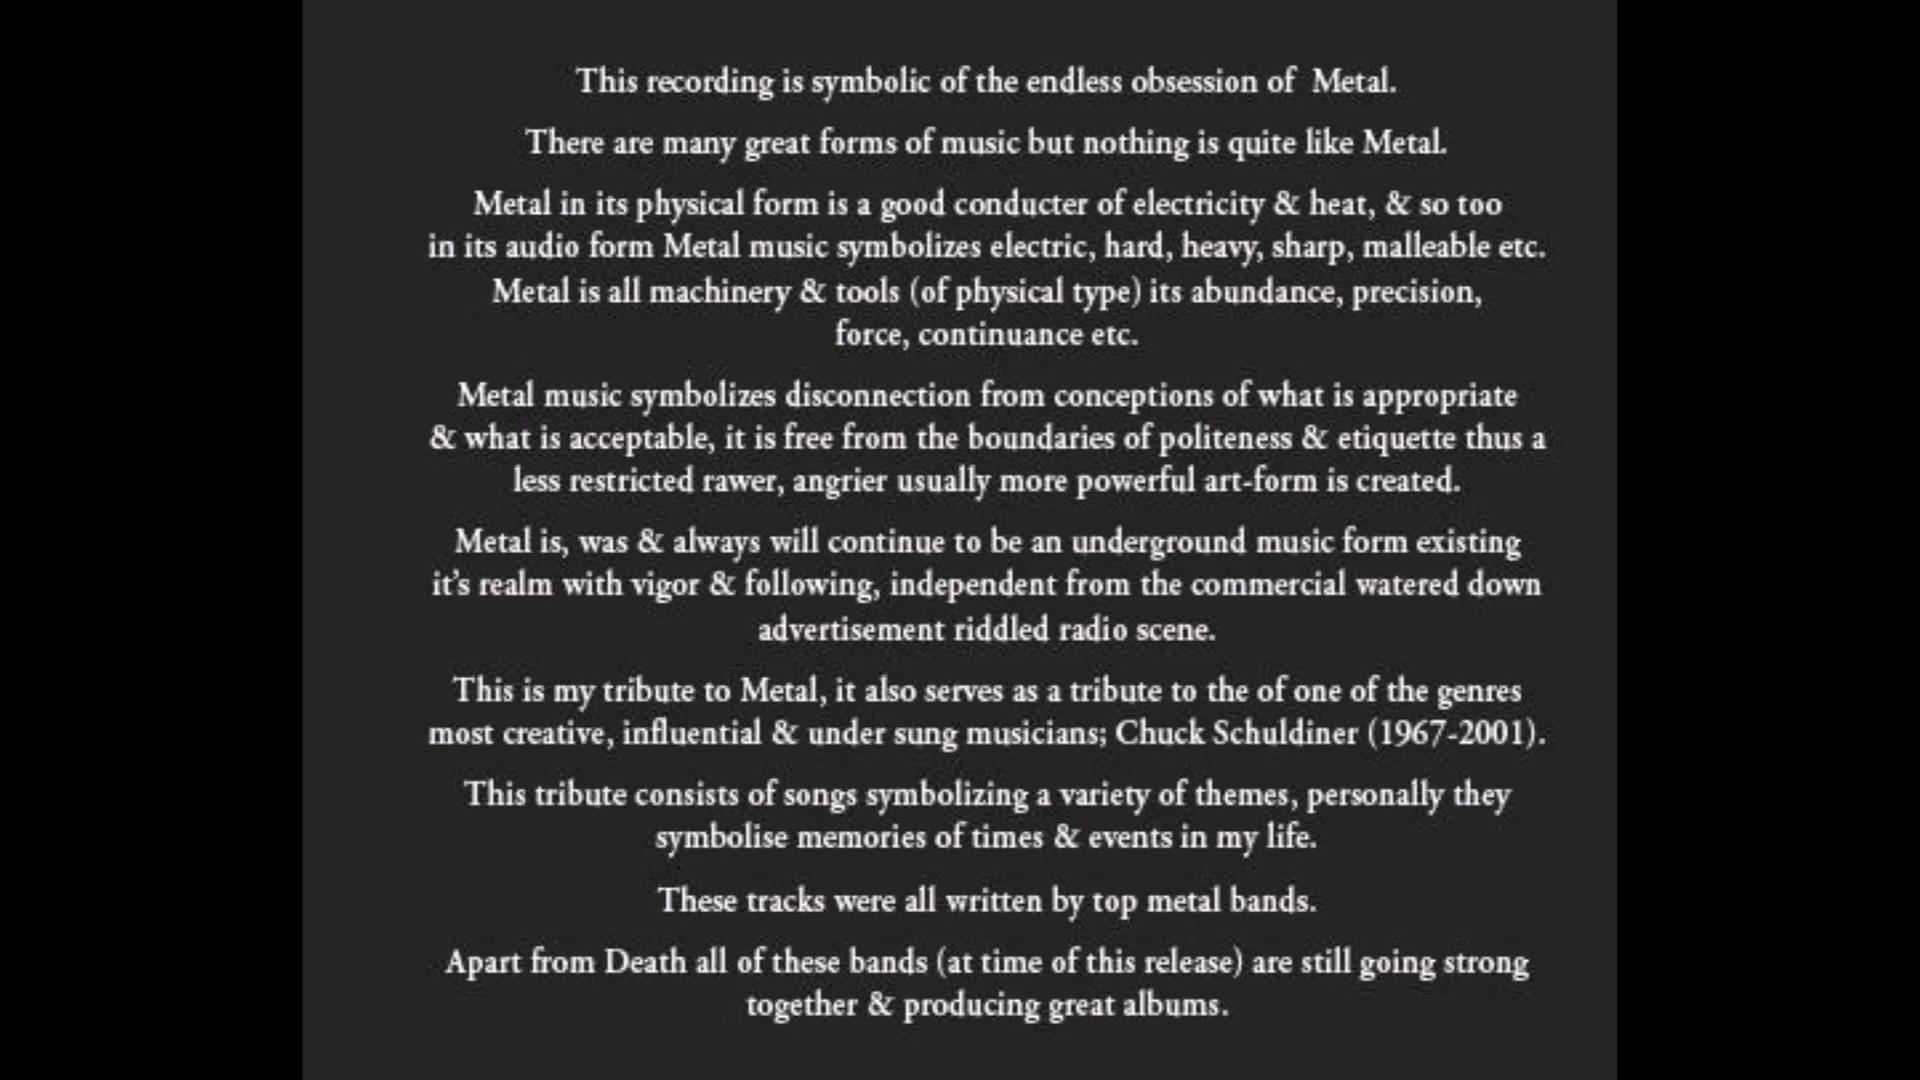 This recording is symbolic of the endless obsession of Metal.
There are many great forms of music but nothing is quite like Metal.
Metal in its physical form is a good conducter of electricity & heat, & so too
in its audio form Metal music symbolizes electric, hard, heavy, sharp, malleable etc.
Metal is all machinery & tools (of physical type) its abundance, precision,
force, continuance etc.
Metal music symbolizes disconnection from conceptions of what is appropriate
& what is acceptable, it is free from the boundaries of politeness & etiquette thus a
less restricted rawer, angrier usually more powerful art-form is created.
Metal is, was & always will continue to be an underground music form existing
it’s realm with vigor & following, independent from the commercial watered down
advertisement riddled radio scene.
This is my tribute to Metal, it also serves as a tribute to the of one of the genres
most creative, influential & under sung musicians; Chuck Schuldiner (1967-2001).
This tribute consists of songs symbolizing a variety of themes, personally they
symbolise memories of times & events in my life.
These tracks were all written by top metal bands.
Apart from Death all of these bands (at time of this release) are still going strong
together & producing great albums.